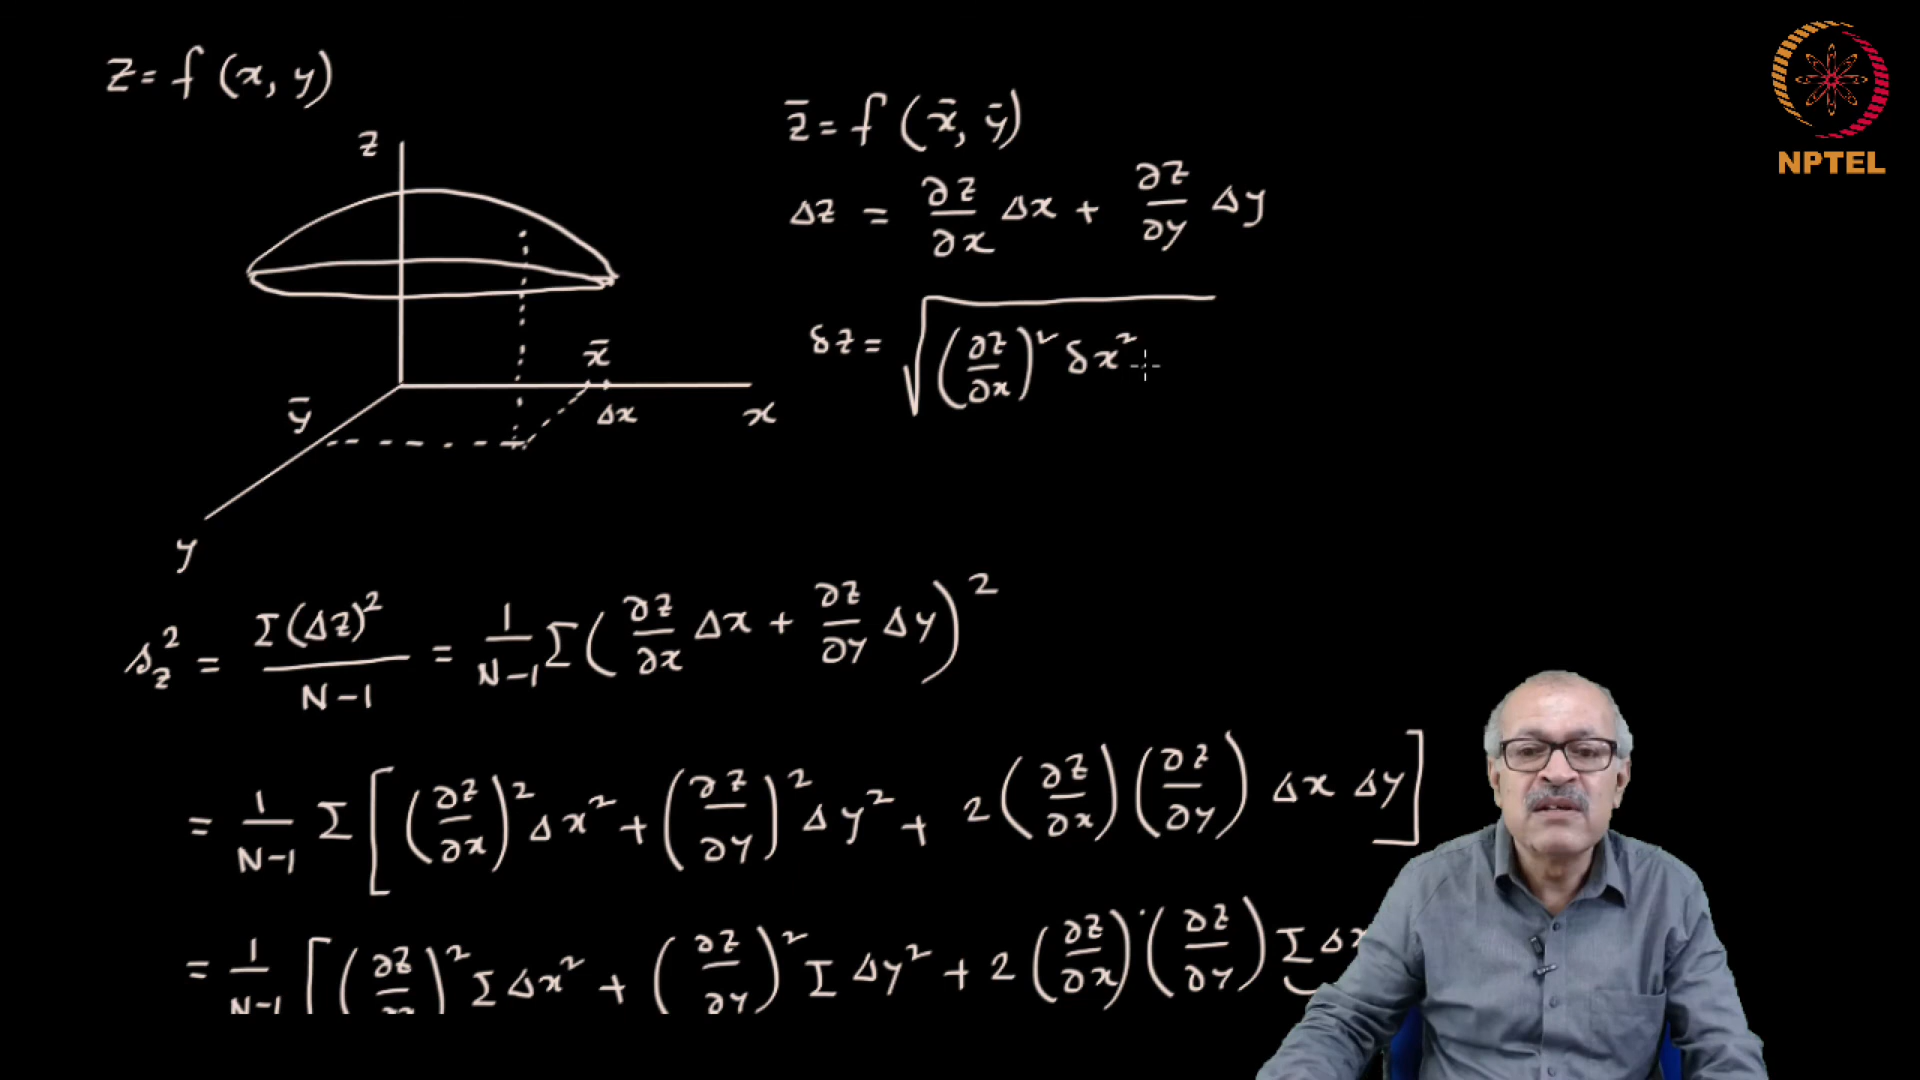 z = f (x, y)
z
x̄
ȳ
Δx
x
y
z̄ = f (x̄, ȳ)
Δz = ∂z/∂x Δx + ∂z/∂y Δy
δz = √((∂z/∂x)² δx²
s_z² = Σ(Δz)²/(N-1) = 1/(N-1) Σ(∂z/∂x Δx + ∂z/∂y Δy)²
= 1/(N-1) Σ[(∂z/∂x)² Δx² + (∂z/∂y)² Δy² + 2(∂z/∂x)(∂z/∂y) Δx Δy]
= 1/(N-1) [(∂z/∂x)² ΣΔx² + (∂z/∂y)² ΣΔy² + 2(∂z/∂x)(∂z/∂y) ΣΔx
NPTEL